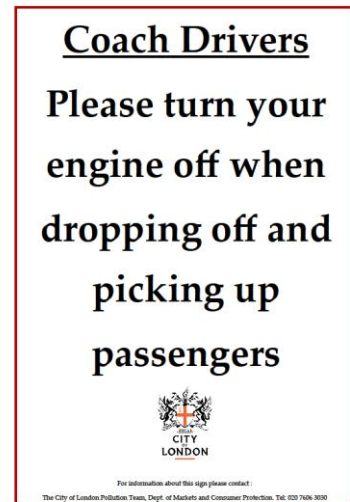 Coach Drivers
Please turn your
engine off when
dropping off and
picking up
passengers
CITY
LONDON
For information about this sign please contact :
The City of London Pollution Team, Dept. of Markets and Consumer Protection. Tel: 020 7606 3030